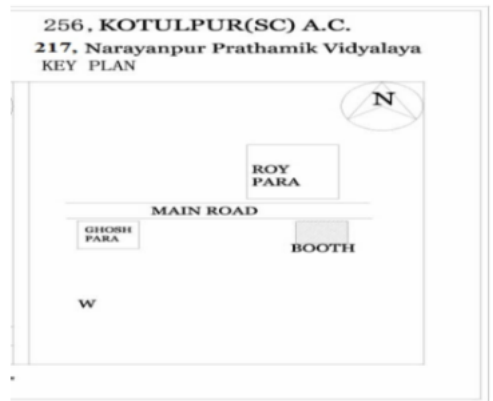 256, KOTULPUR(SC) A.C.
217, Narayanpur Prathamik Vidyalaya
KEY PLAN
N
ROY
PARA
MAIN ROAD
GHOSH
PARA
BOOTH
W